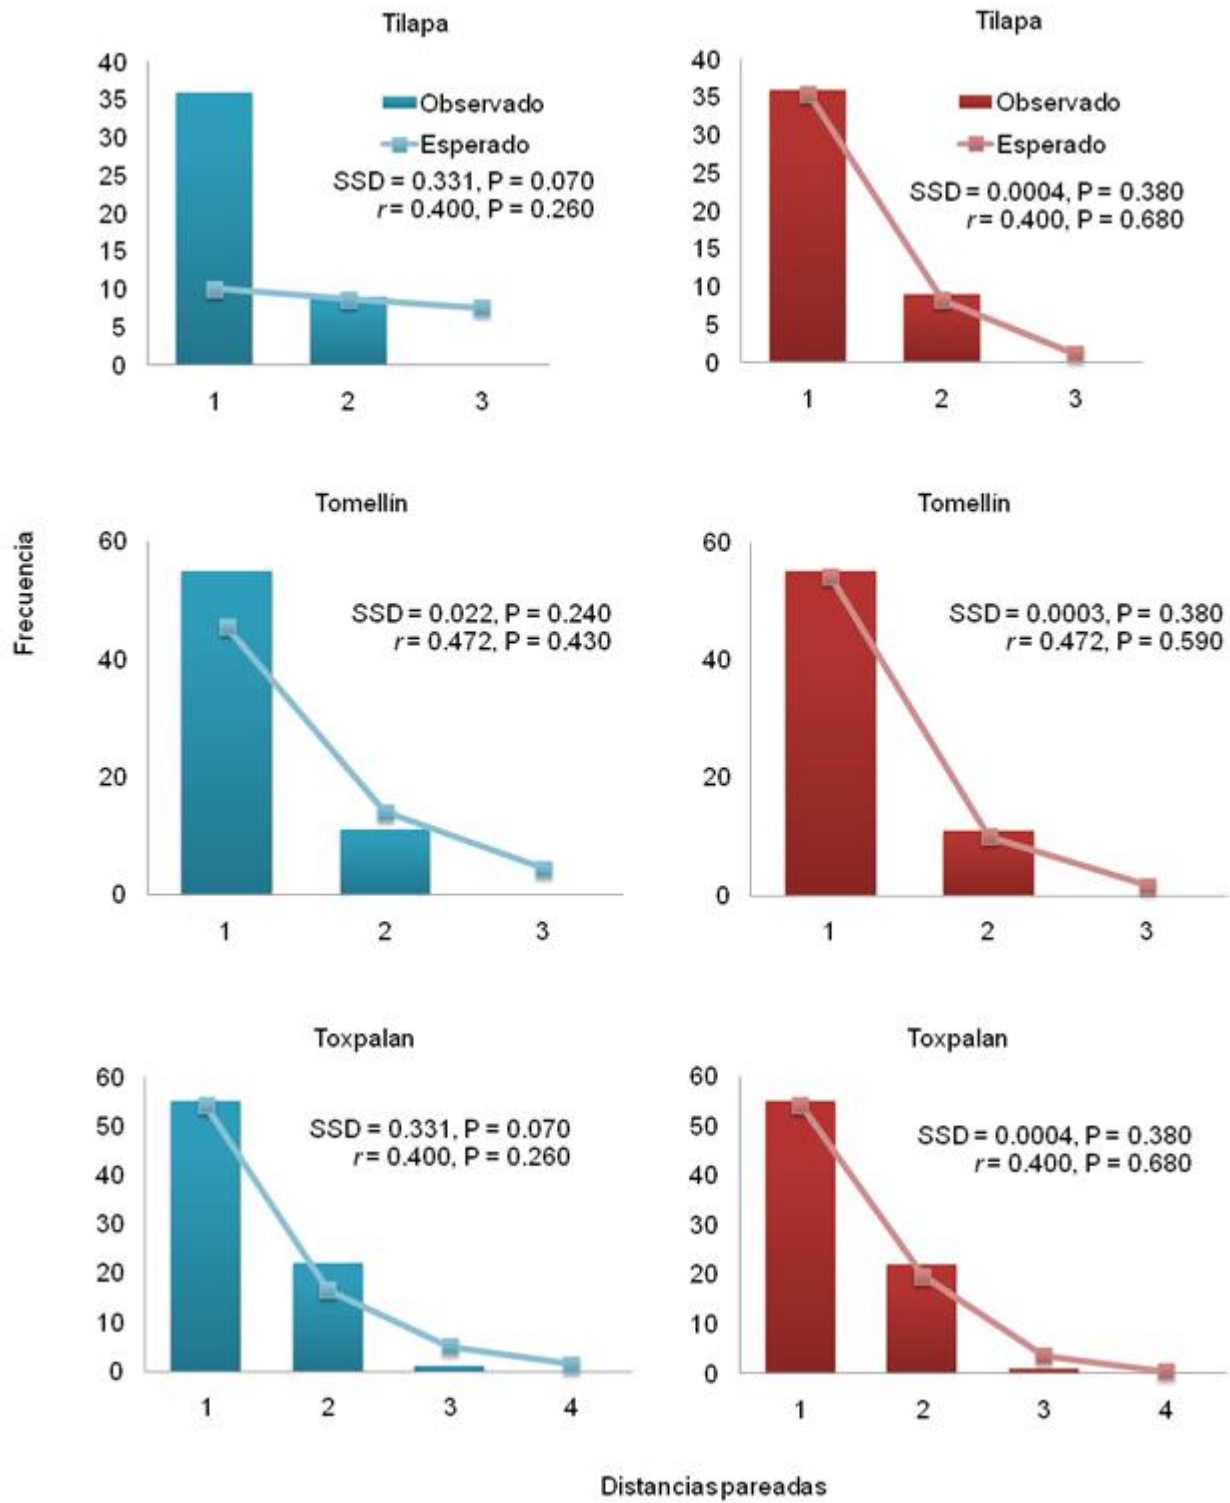 Tilapa
40
35
30
25
20
15
10
5
0
Observado
Esperado
SSD = 0.331, P = 0.070
r = 0.400, P = 0.260
1 2 3
Tilapa
40
35
30
25
20
15
10
5
0
Observado
Esperado
SSD = 0.0004, P = 0.380
r = 0.400, P = 0.680
1 2 3
Frecuencia
Tomellín
60
40
20
0
SSD = 0.022, P = 0.240
r = 0.472, P = 0.430
1 2 3
Tomellín
60
40
20
0
SSD = 0.0003, P = 0.380
r = 0.472, P = 0.590
1 2 3
Toxpalan
60
50
40
30
20
10
0
SSD = 0.331, P = 0.070
r = 0.400, P = 0.260
1 2 3 4
Toxpalan
60
50
40
30
20
10
0
SSD = 0.0004, P = 0.380
r = 0.400, P = 0.680
1 2 3 4
Distancias pareadas